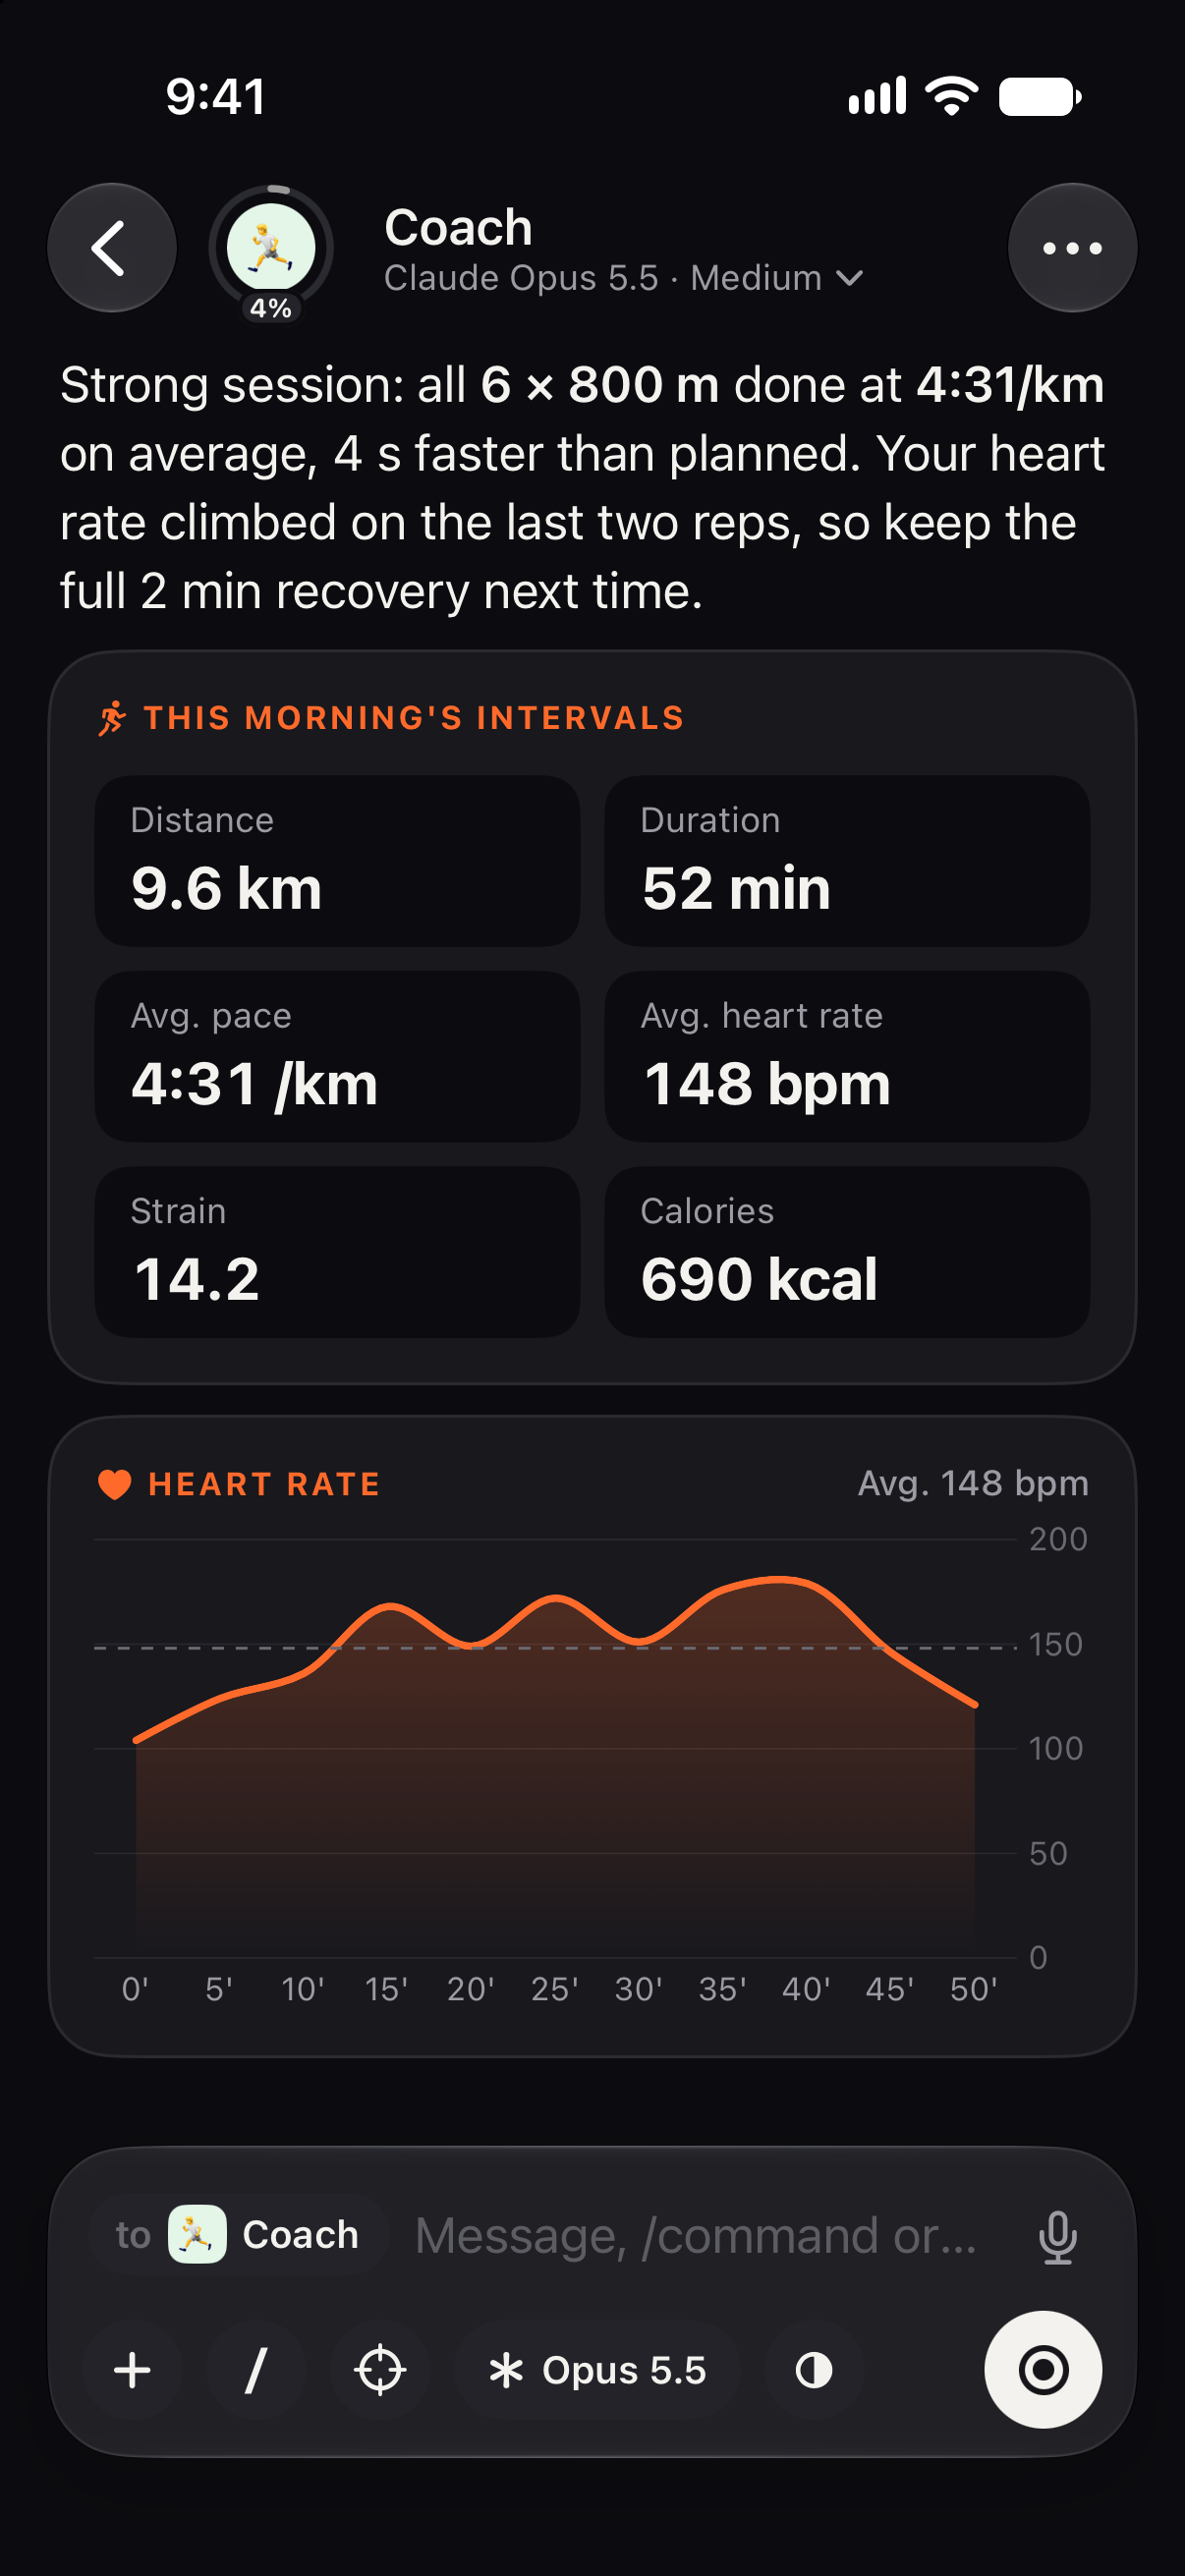 9:41
Coach
Claude Opus 5.5 · Medium
4%
Strong session: all 6 × 800 m done at 4:31/km
on average, 4 s faster than planned. Your heart
rate climbed on the last two reps, so keep the
full 2 min recovery next time.
THIS MORNING'S INTERVALS
Distance
9.6 km
Duration
52 min
Avg. pace
4:31 /km
Avg. heart rate
148 bpm
Strain
14.2
Calories
690 kcal
HEART RATE
Avg. 148 bpm
200
150
100
50
0
0' 5' 10' 15' 20' 25' 30' 35' 40' 45' 50'
to Coach Message, /command or...
/ Opus 5.5